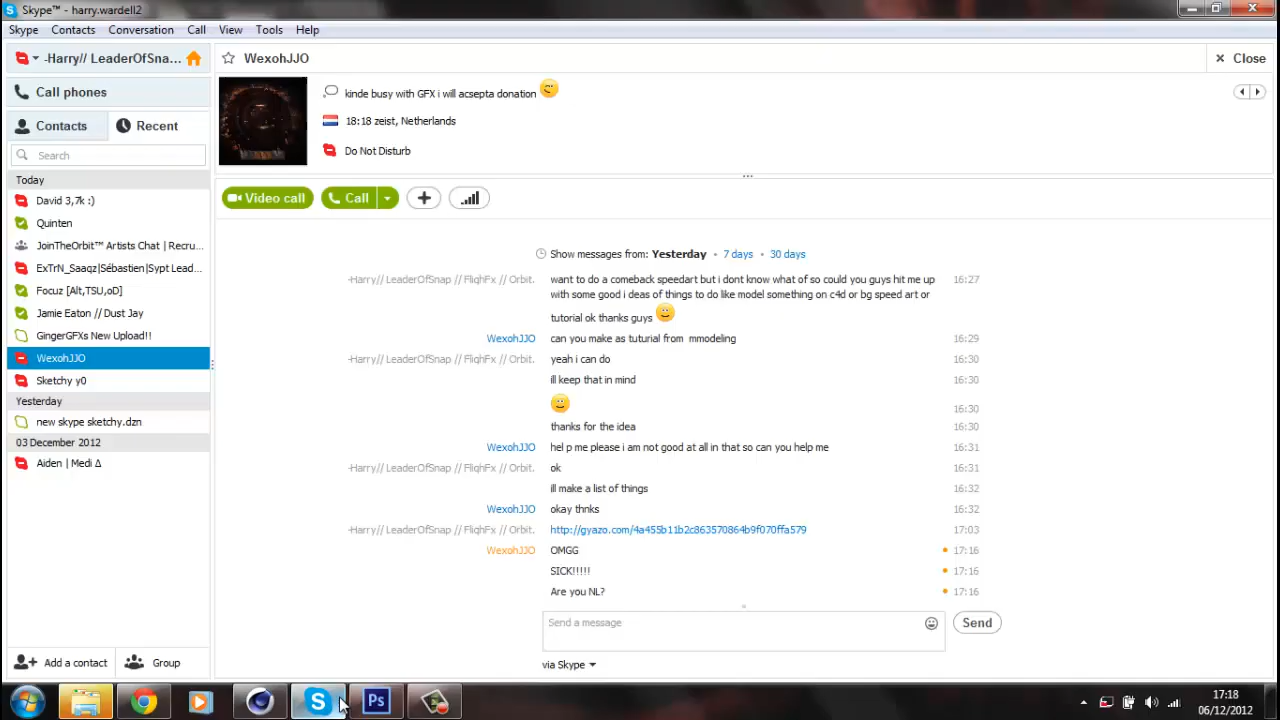 Skype™ - harry.wardell2
Skype Contacts Conversation Call View Tools Help
-Harry// LeaderOfSna...
WexohJJO
Close
Call phones
kinde busy with GFX i will acsepta donation
18:18 zeist, Netherlands
Do Not Disturb
Contacts
Recent
Search
Today
David 3,7k :)
Quinten
JoinTheOrbit™ Artists Chat | Recru...
ExTrN_Saaqz|Sébastien|Sypt Lead...
Focuz [Alt,TSU,oD]
Jamie Eaton // Dust Jay
GingerGFXs New Upload!!
WexohJJO
Sketchy y0
Yesterday
new skype sketchy.dzn
03 December 2012
Aiden | Medi Δ
Add a contact
Group
Video call
Call
Show messages from: Yesterday • 7 days • 30 days
-Harry// LeaderOfSnap // FliqhFx // Orbit. want to do a comeback speedart but i dont know what of so could you guys hit me up 16:27
with some good i deas of things to do like model something on c4d or bg speed art or
tutorial ok thanks guys
WexohJJO can you make as tuturial from mmodeling 16:29
-Harry// LeaderOfSnap // FliqhFx // Orbit. yeah i can do 16:30
ill keep that in mind 16:30
16:30
thanks for the idea 16:30
WexohJJO hel p me please i am not good at all in that so can you help me 16:31
-Harry// LeaderOfSnap // FliqhFx // Orbit. ok 16:31
ill make a list of things 16:32
WexohJJO okay thnks 16:32
-Harry// LeaderOfSnap // FliqhFx // Orbit. http://gyazo.com/4a455b11b2c863570864b9f070ffa579 17:03
WexohJJO OMGG 17:16
SICK!!!!! 17:16
Are you NL? 17:16
Send a message
Send
via Skype
Ps
17:18
06/12/2012